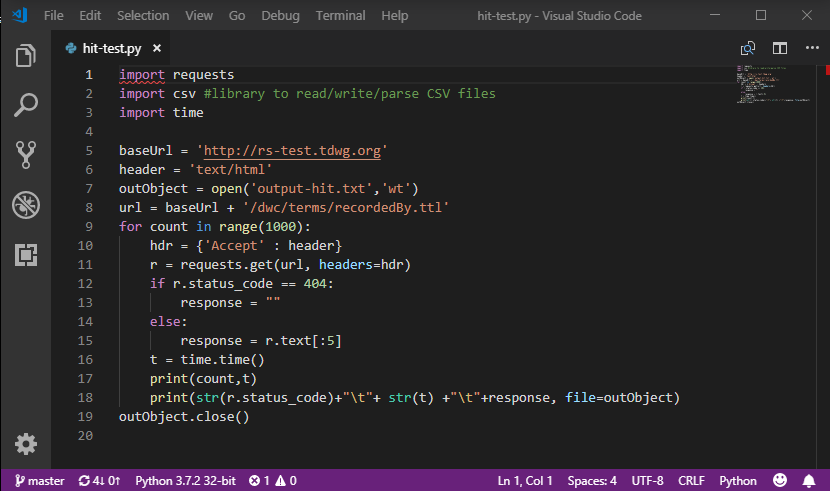 File Edit Selection View Go Debug Terminal Help hit-test.py - Visual Studio Code
hit-test.py
1 import requests
2 import csv #library to read/write/parse CSV files
3 import time
4
5 baseUrl = 'http://rs-test.tdwg.org'
6 header = 'text/html'
7 outObject = open('output-hit.txt','wt')
8 url = baseUrl + '/dwc/terms/recordedBy.ttl'
9 for count in range(1000):
10     hdr = {'Accept' : header}
11     r = requests.get(url, headers=hdr)
12     if r.status_code == 404:
13         response = ""
14     else:
15         response = r.text[:5]
16     t = time.time()
17     print(count,t)
18     print(str(r.status_code)+"\t"+ str(t) +"\t"+response, file=outObject)
19 outObject.close()
20
master 4↓ 0↑ Python 3.7.2 32-bit 1 0 Ln 1, Col 1 Spaces: 4 UTF-8 CRLF Python